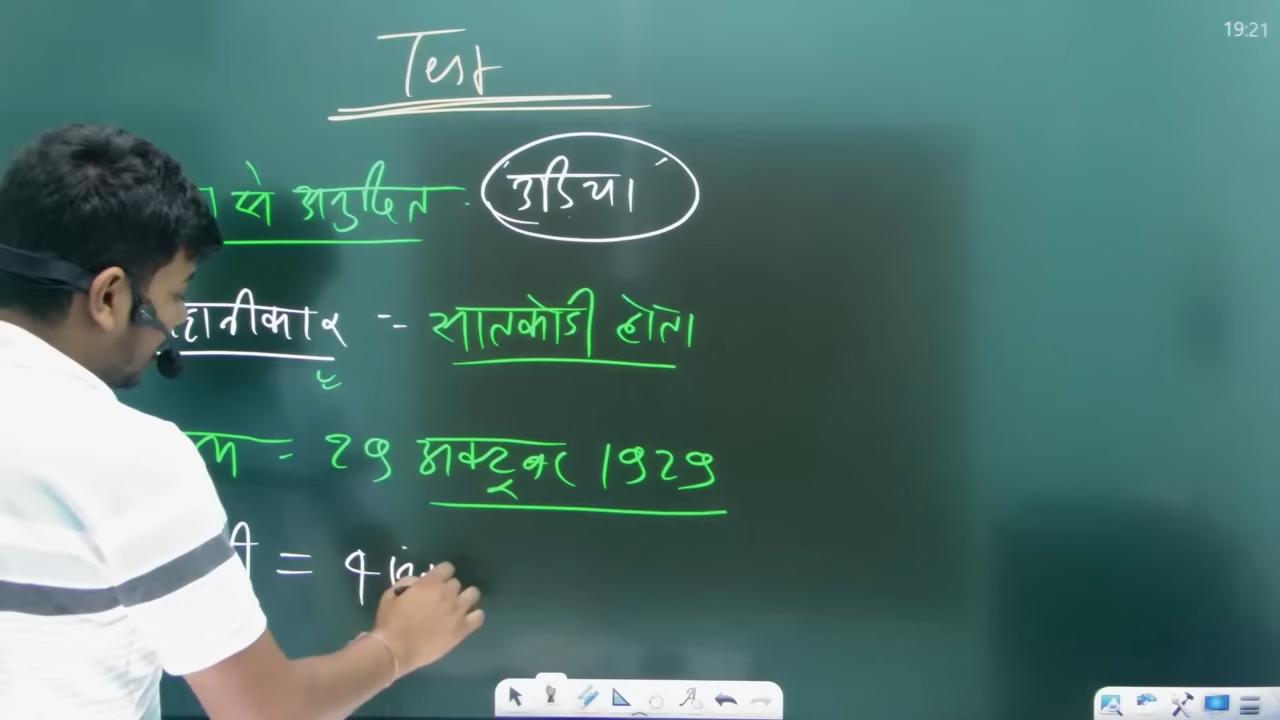 19:21
Test
से अनुदित - 'उड़िया'
हानीकार -- सातकोडी होता
= 29 अक्टूबर 1929
=